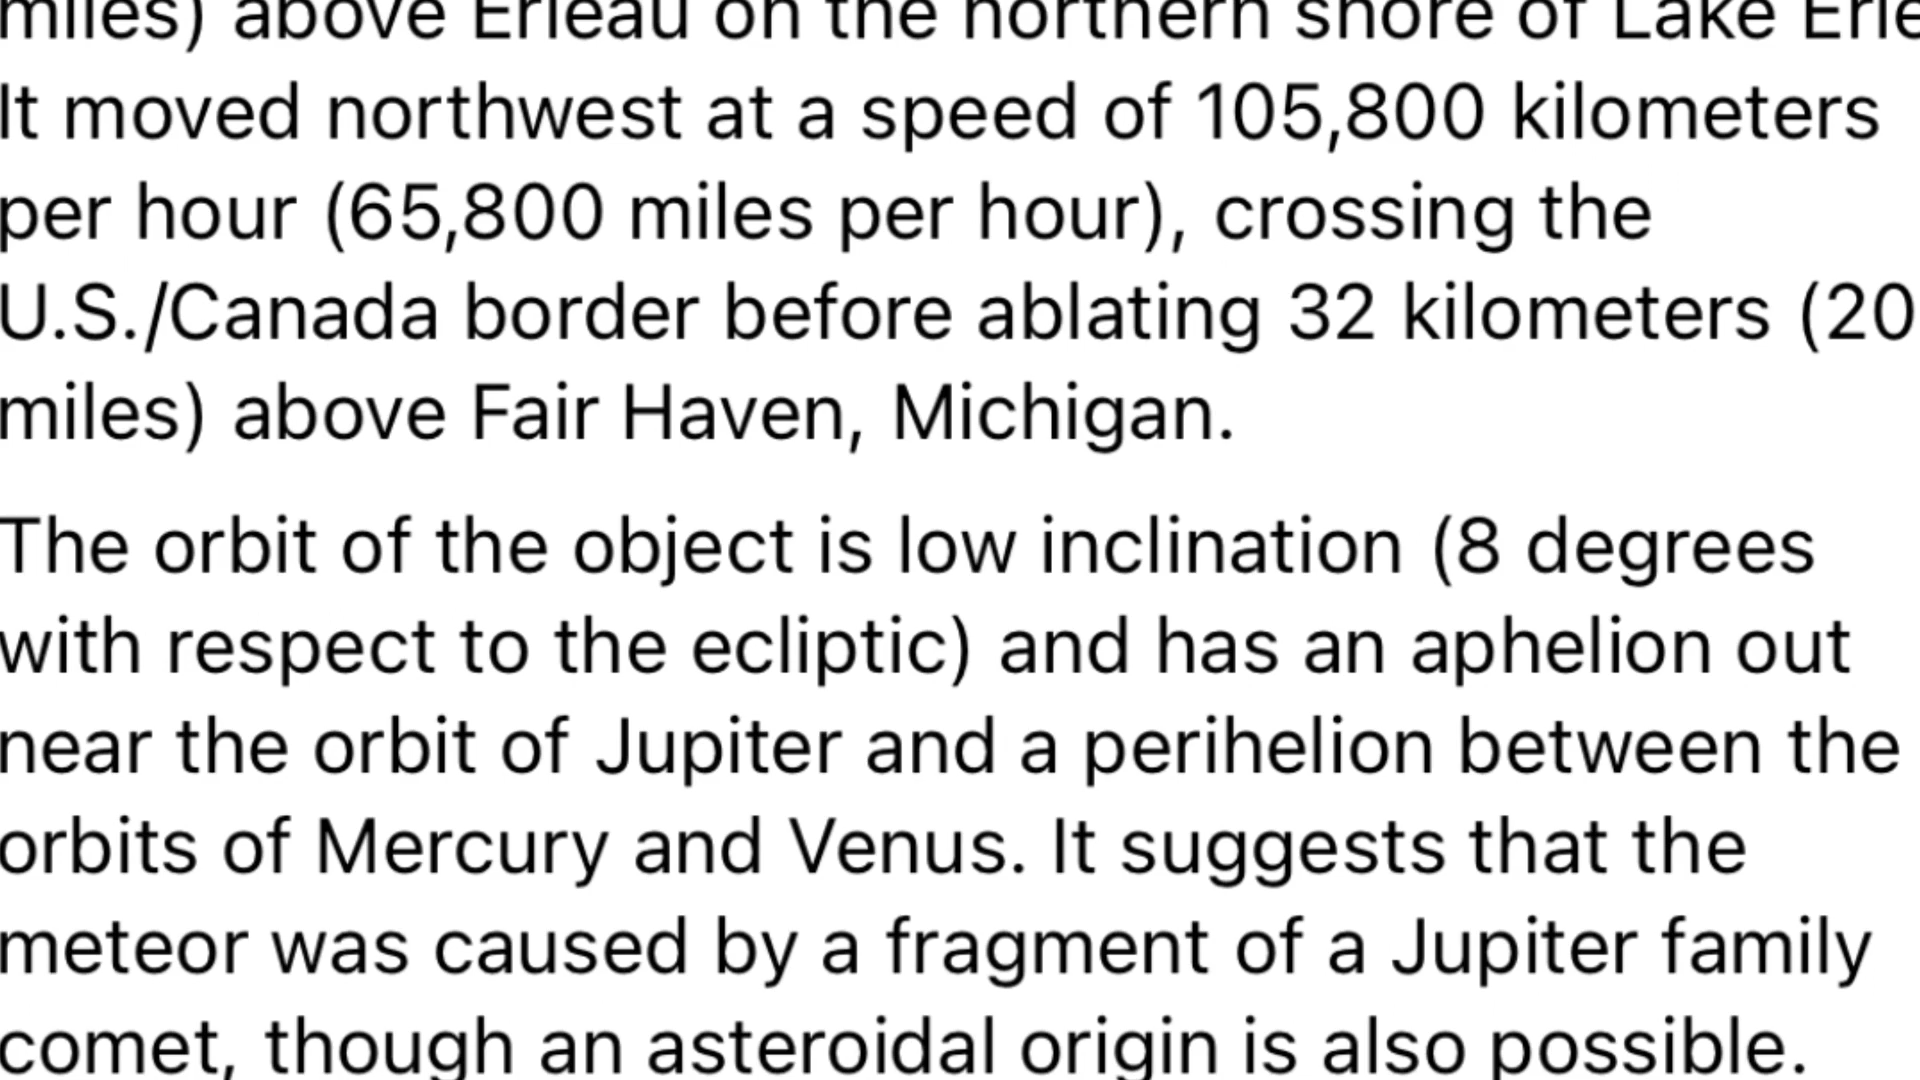 miles) above Erieau on the northern shore of Lake Erie
It moved northwest at a speed of 105,800 kilometers
per hour (65,800 miles per hour), crossing the
U.S./Canada border before ablating 32 kilometers (20
miles) above Fair Haven, Michigan.
The orbit of the object is low inclination (8 degrees
with respect to the ecliptic) and has an aphelion out
near the orbit of Jupiter and a perihelion between the
orbits of Mercury and Venus. It suggests that the
meteor was caused by a fragment of a Jupiter family
comet, though an asteroidal origin is also possible.